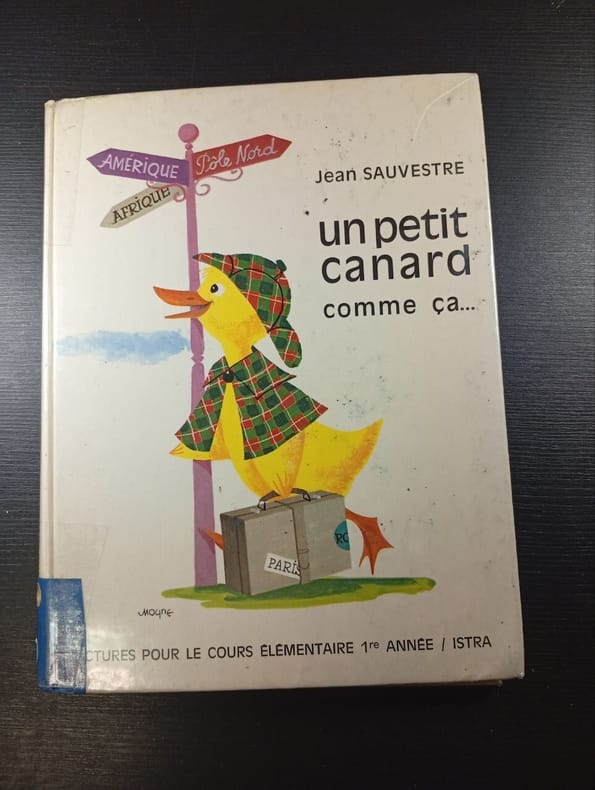 AMÉRIQUE
Pôle Nord
AFRIQUE
Jean SAUVESTRE
un petit
canard
comme ça...
PARIS
RO
MOYNE
POUR LE COURS ÉLÉMENTAIRE 1re ANNÉE / ISTRA